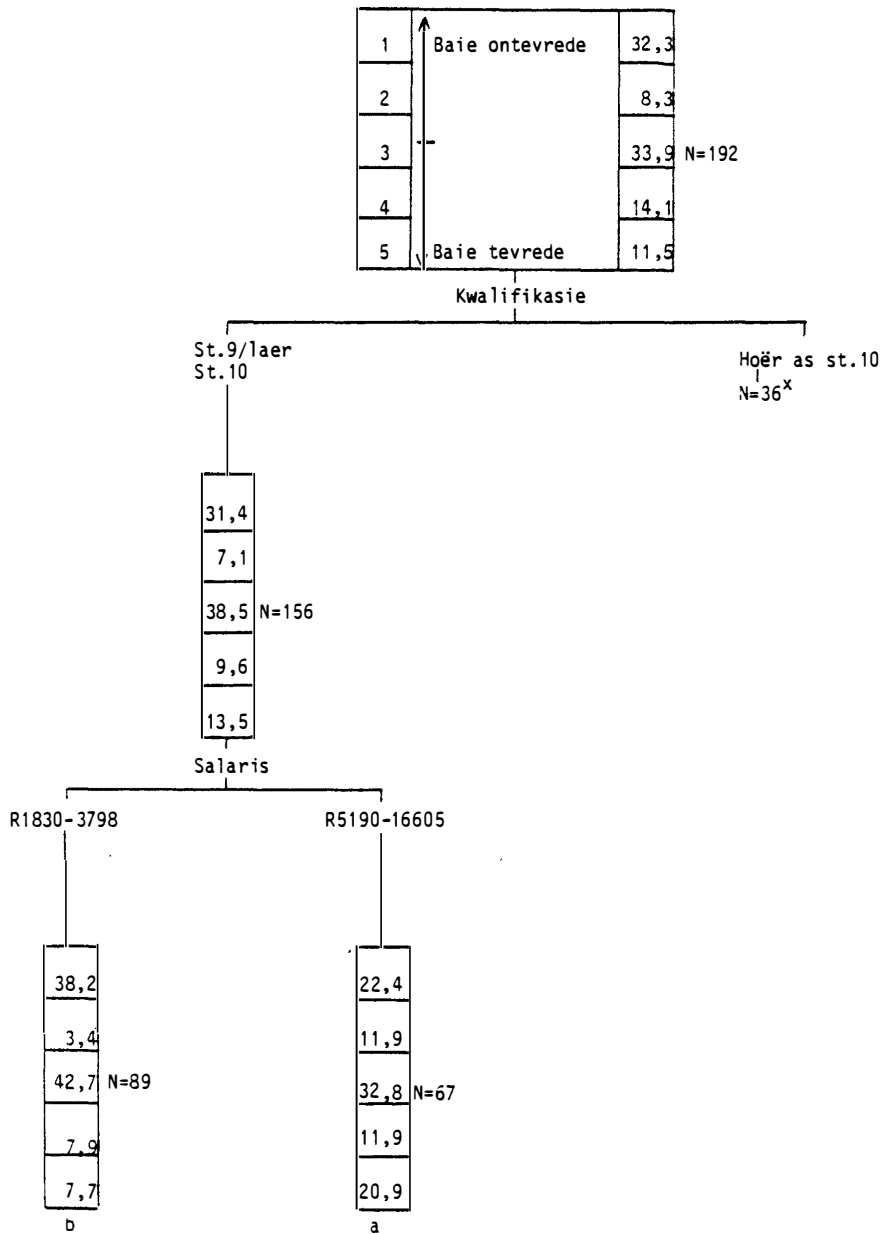 1 Baie ontevrede 32,3
2 8,3
3 33,9 N=192
4 14,1
5 Baie tevrede 11,5
Kwalifikasie
St.9/laer
St.10
Hoër as st.10
N=36x
31,4
7,1
38,5 N=156
9,6
13,5
Salaris
R1830-3798 R5190-16605
38,2 22,4
3,4 11,9
42,7 N=89 32,8 N=67
7,9 11,9
7,7 20,9
b a